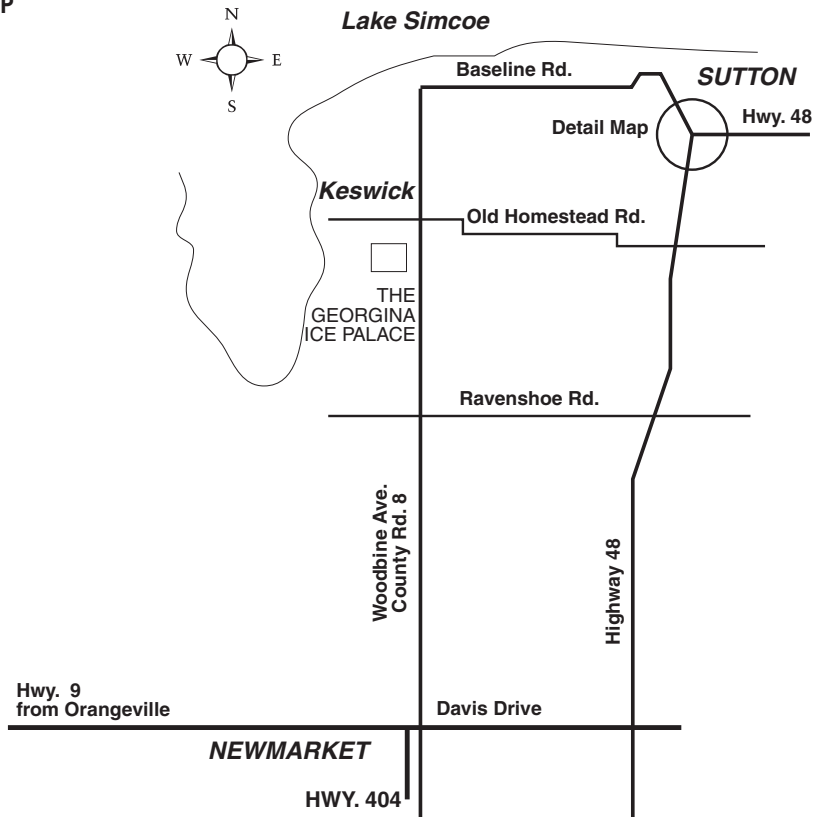 P
N
Lake Simcoe
W E
S
Baseline Rd.
SUTTON
Hwy. 48
Detail Map
Keswick
Old Homestead Rd.
THE
GEORGINA
ICE PALACE
Ravenshoe Rd.
Woodbine Ave.
County Rd. 8
Highway 48
Hwy. 9
from Orangeville
Davis Drive
NEWMARKET
HWY. 404